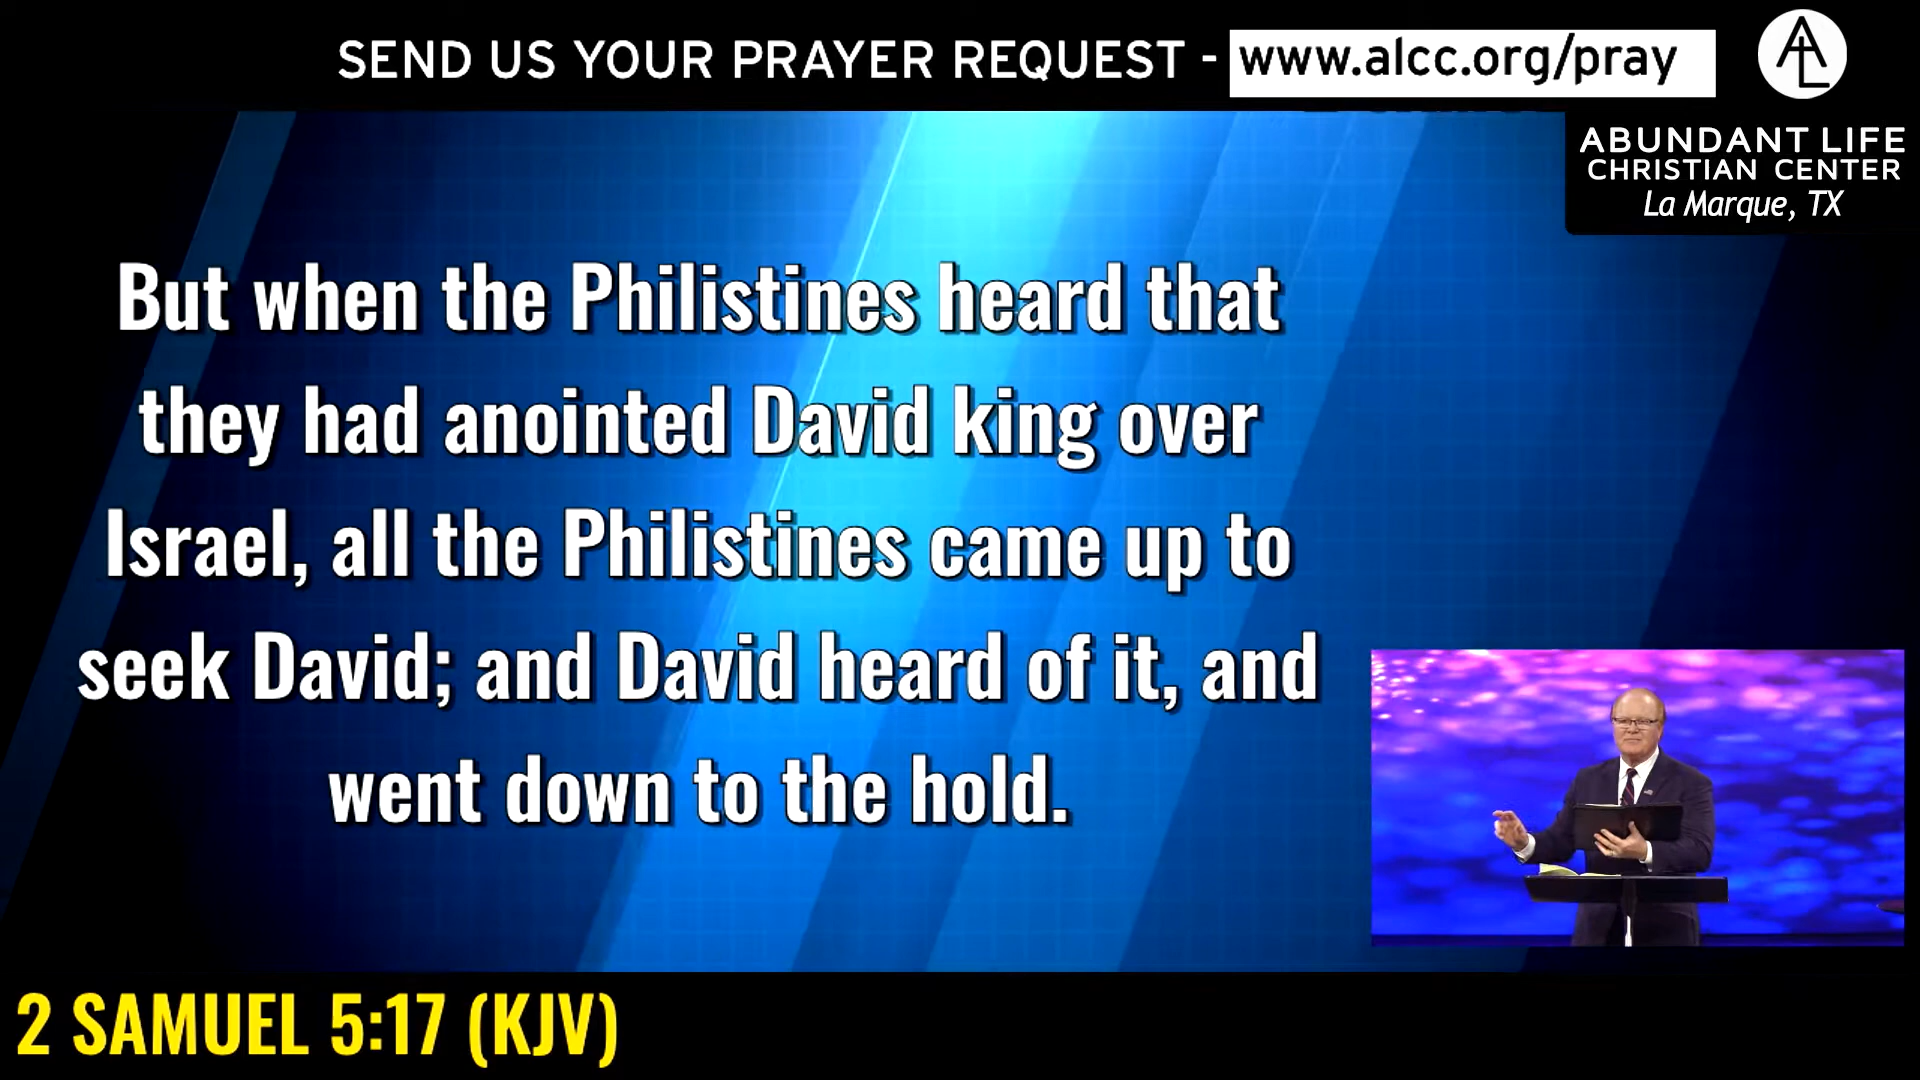 SEND US YOUR PRAYER REQUEST - www.alcc.org/pray
ABUNDANT LIFE
CHRISTIAN CENTER
La Marque, TX
But when the Philistines heard that
they had anointed David king over
Israel, all the Philistines came up to
seek David; and David heard of it, and
went down to the hold.
2 SAMUEL 5:17 (KJV)